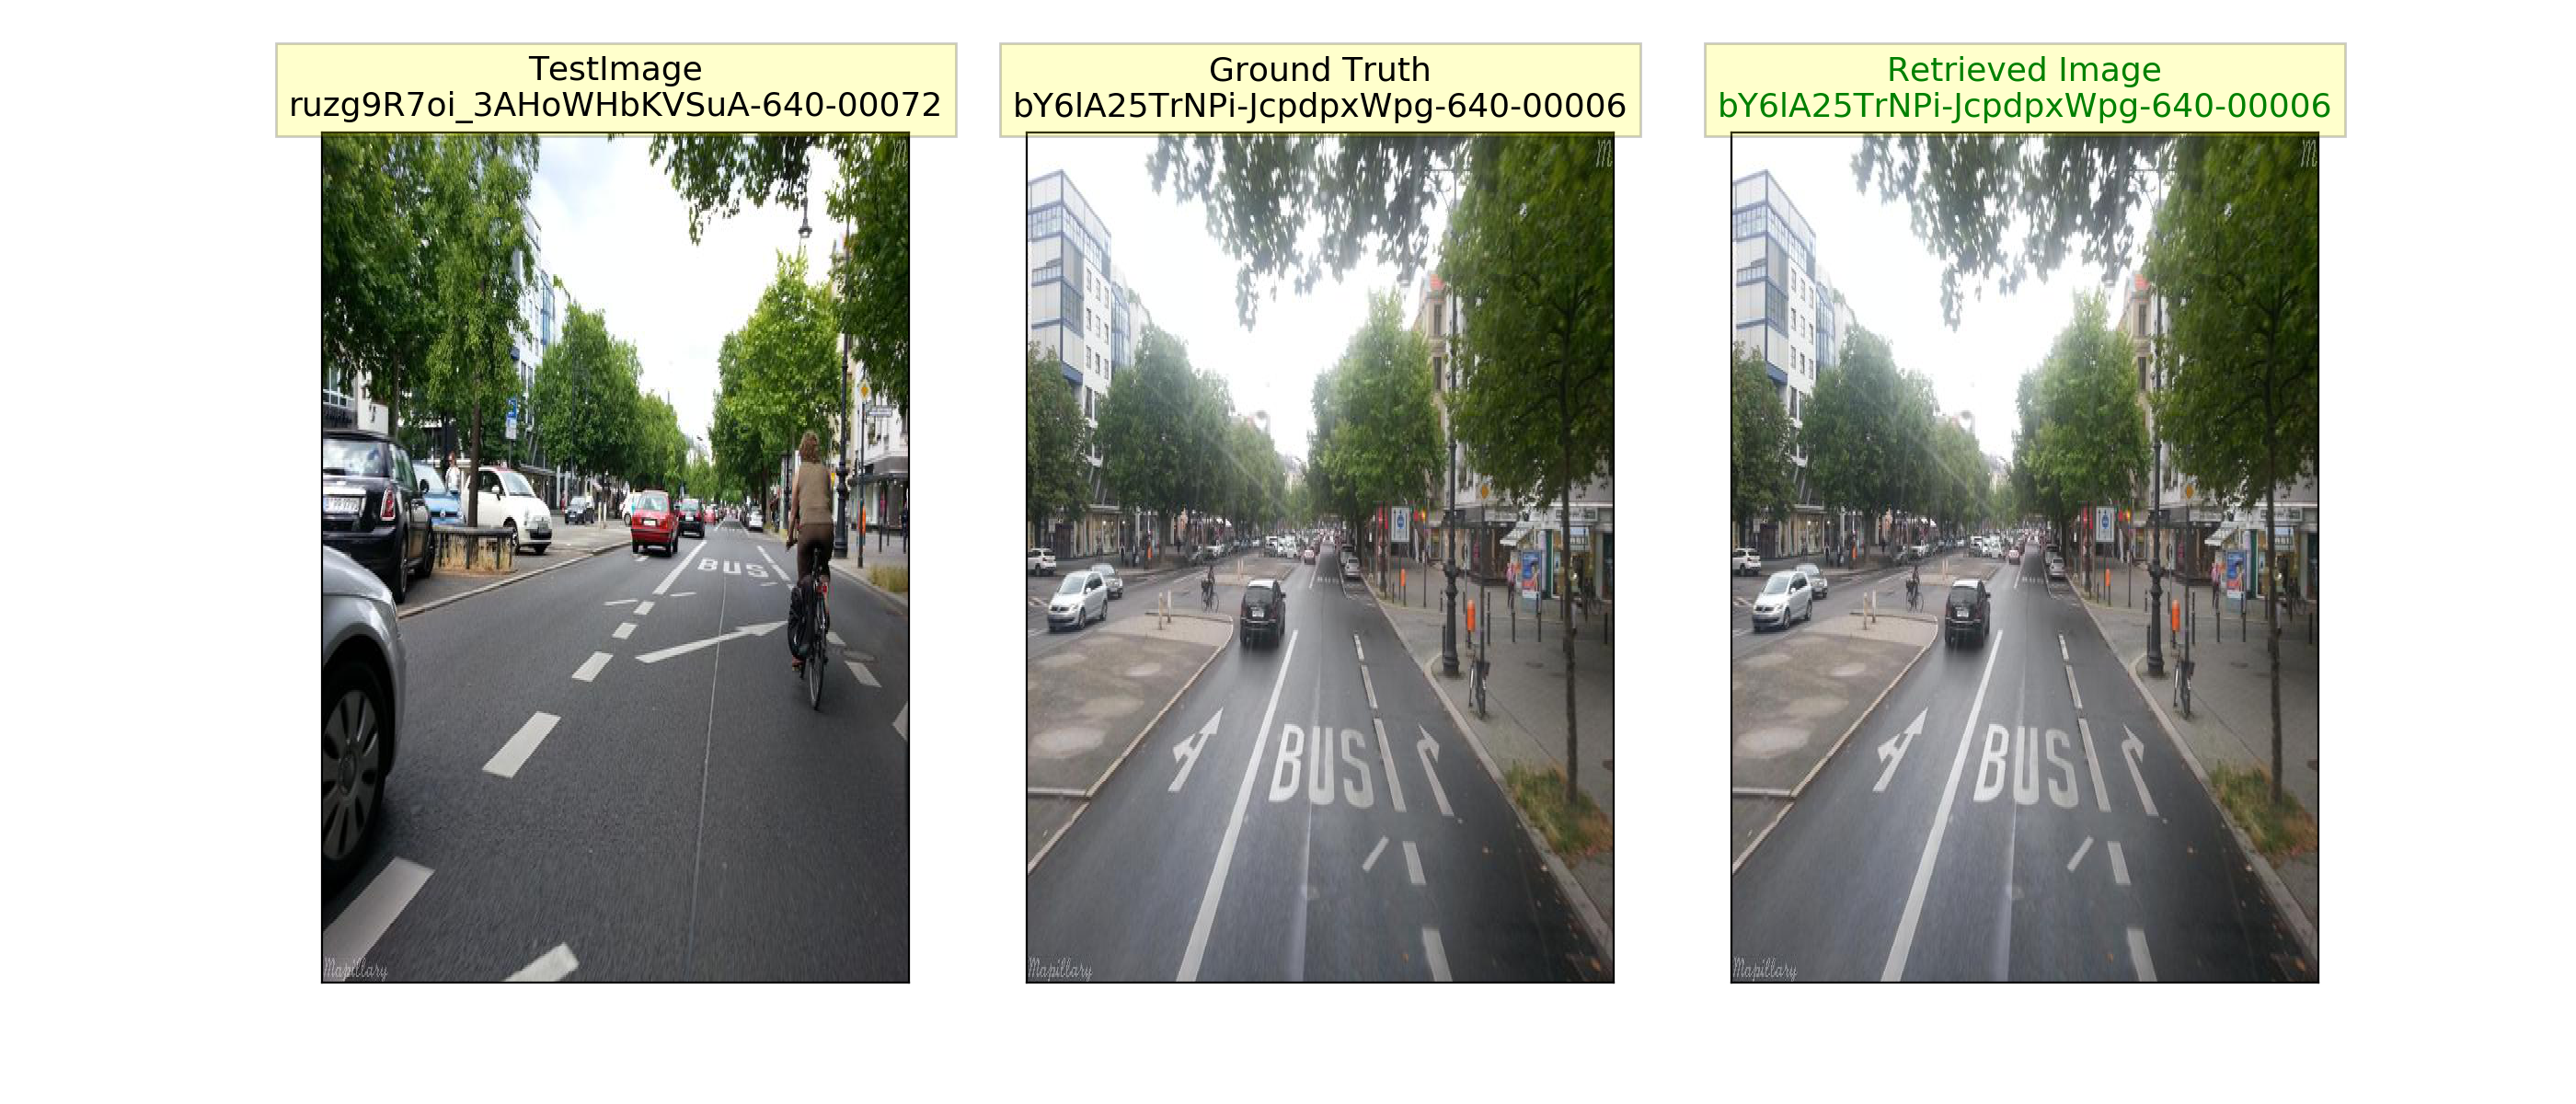 TestImage
ruzg9R7oi_3AHoWHbKVSuA-640-00072
Ground Truth
bY6lA25TrNPi-JcpdpxWpg-640-00006
Retrieved Image
bY6lA25TrNPi-JcpdpxWpg-640-00006
M
M
M
BUS
BUS
BUS
Mapillary
Mapillary
Mapillary